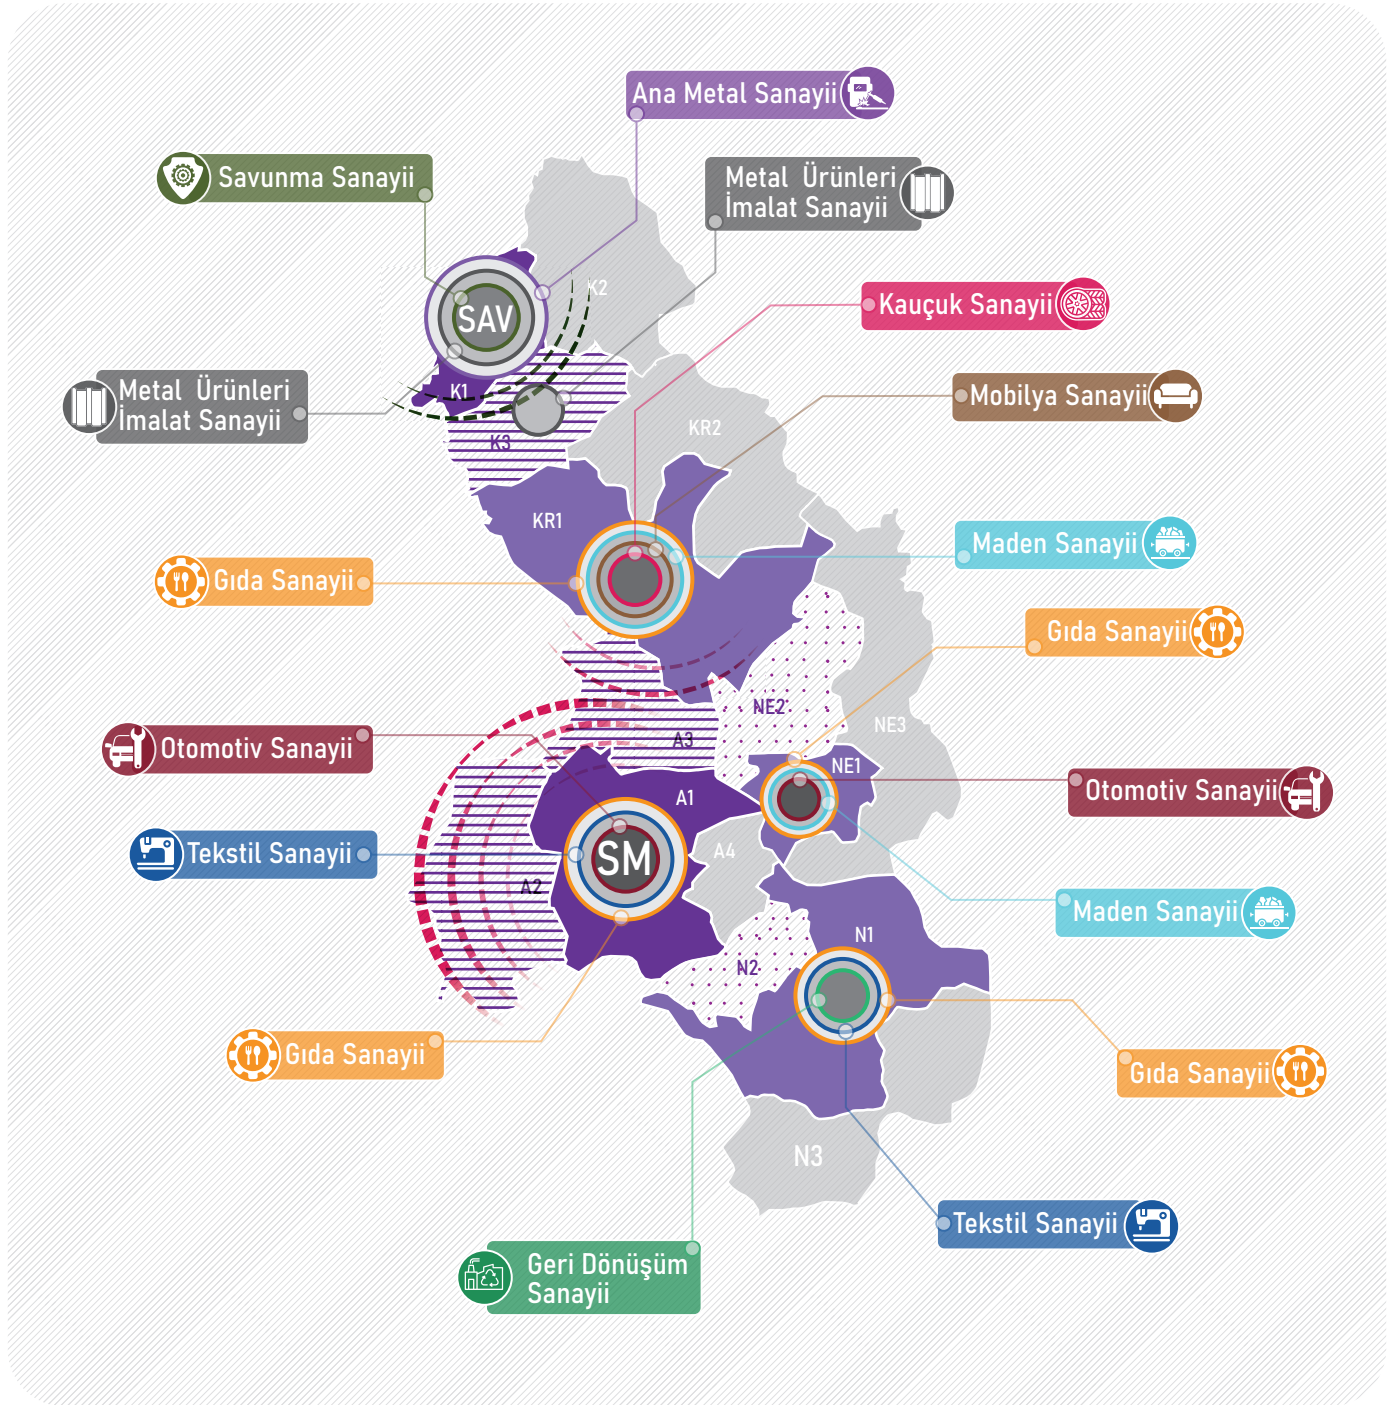 Ana Metal Sanayii
Savunma Sanayii
Metal Ürünleri
İmalat Sanayii
K2
Kauçuk Sanayii
SAV
Metal Ürünleri
İmalat Sanayii
K1
Mobilya Sanayii
KR2
K3
KR1
Maden Sanayii
Gıda Sanayii
Gıda Sanayii
NE2
NE3
Otomotiv Sanayii
A3
NE1
Otomotiv Sanayii
A1
Tekstil Sanayii
SM
A4
A2
Maden Sanayii
N1
N2
Gıda Sanayii
Gıda Sanayii
N3
Tekstil Sanayii
Geri Dönüşüm
Sanayii